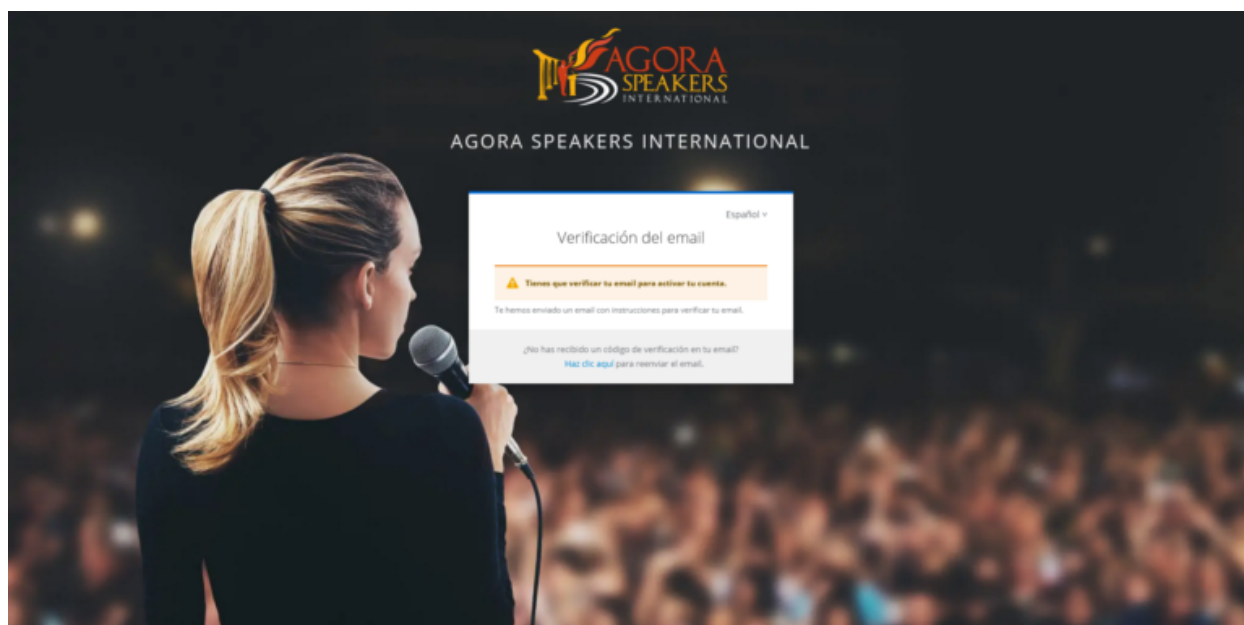 AGORA
SPEAKERS
INTERNATIONAL
AGORA SPEAKERS INTERNATIONAL
Español
Verificación del email
Tienes que verificar tu email para activar tu cuenta.
Te hemos enviado un email con instrucciones para verificar tu email.
¿No has recibido un código de verificación en tu email?
Haz clic aquí para reenviar el email.